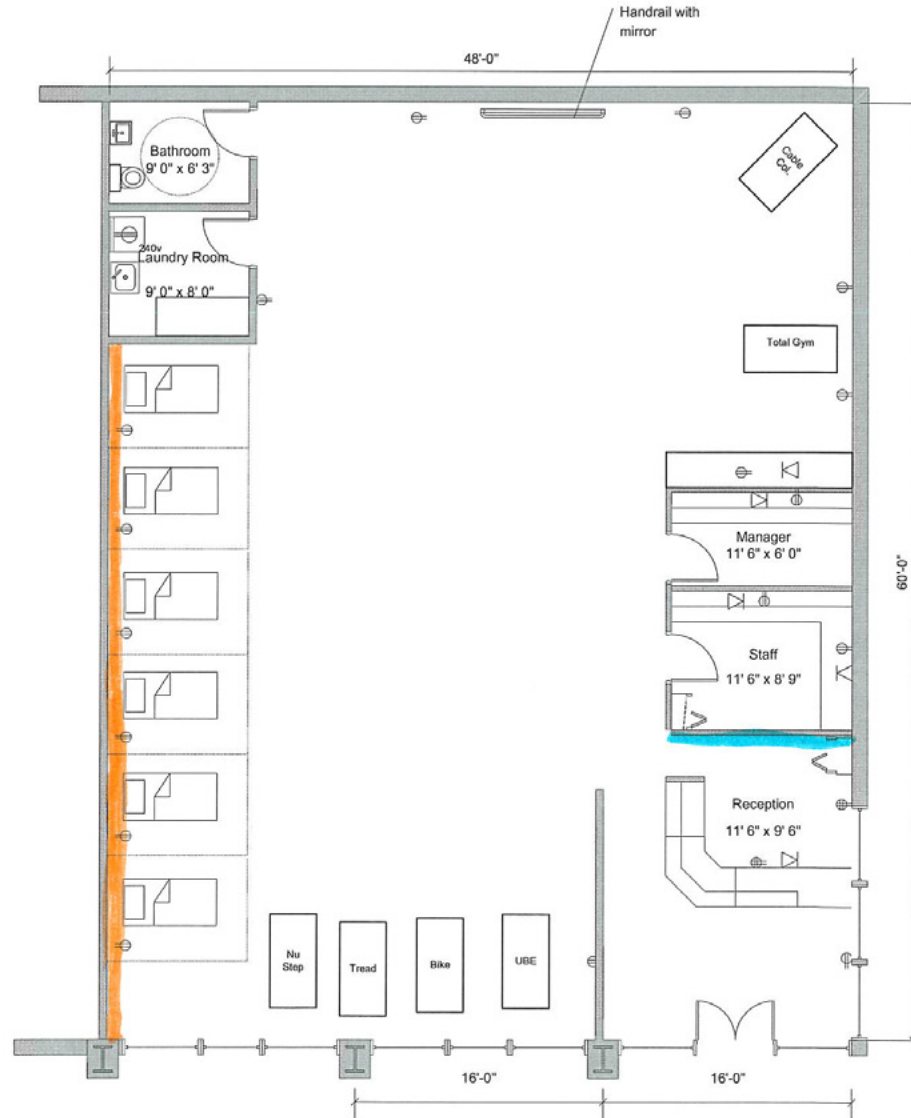 Handrail with
mirror
48'-0"
Bathroom
9' 0" x 6' 3"
Cable
Col.
240v
Laundry Room
9' 0" x 8' 0"
Total Gym
Manager
11' 6" x 6' 0"
60'-0"
Staff
11' 6" x 8' 9"
Reception
11' 6" x 9' 6"
Nu
Step
Tread
Bike
UBE
16'-0"
16'-0"